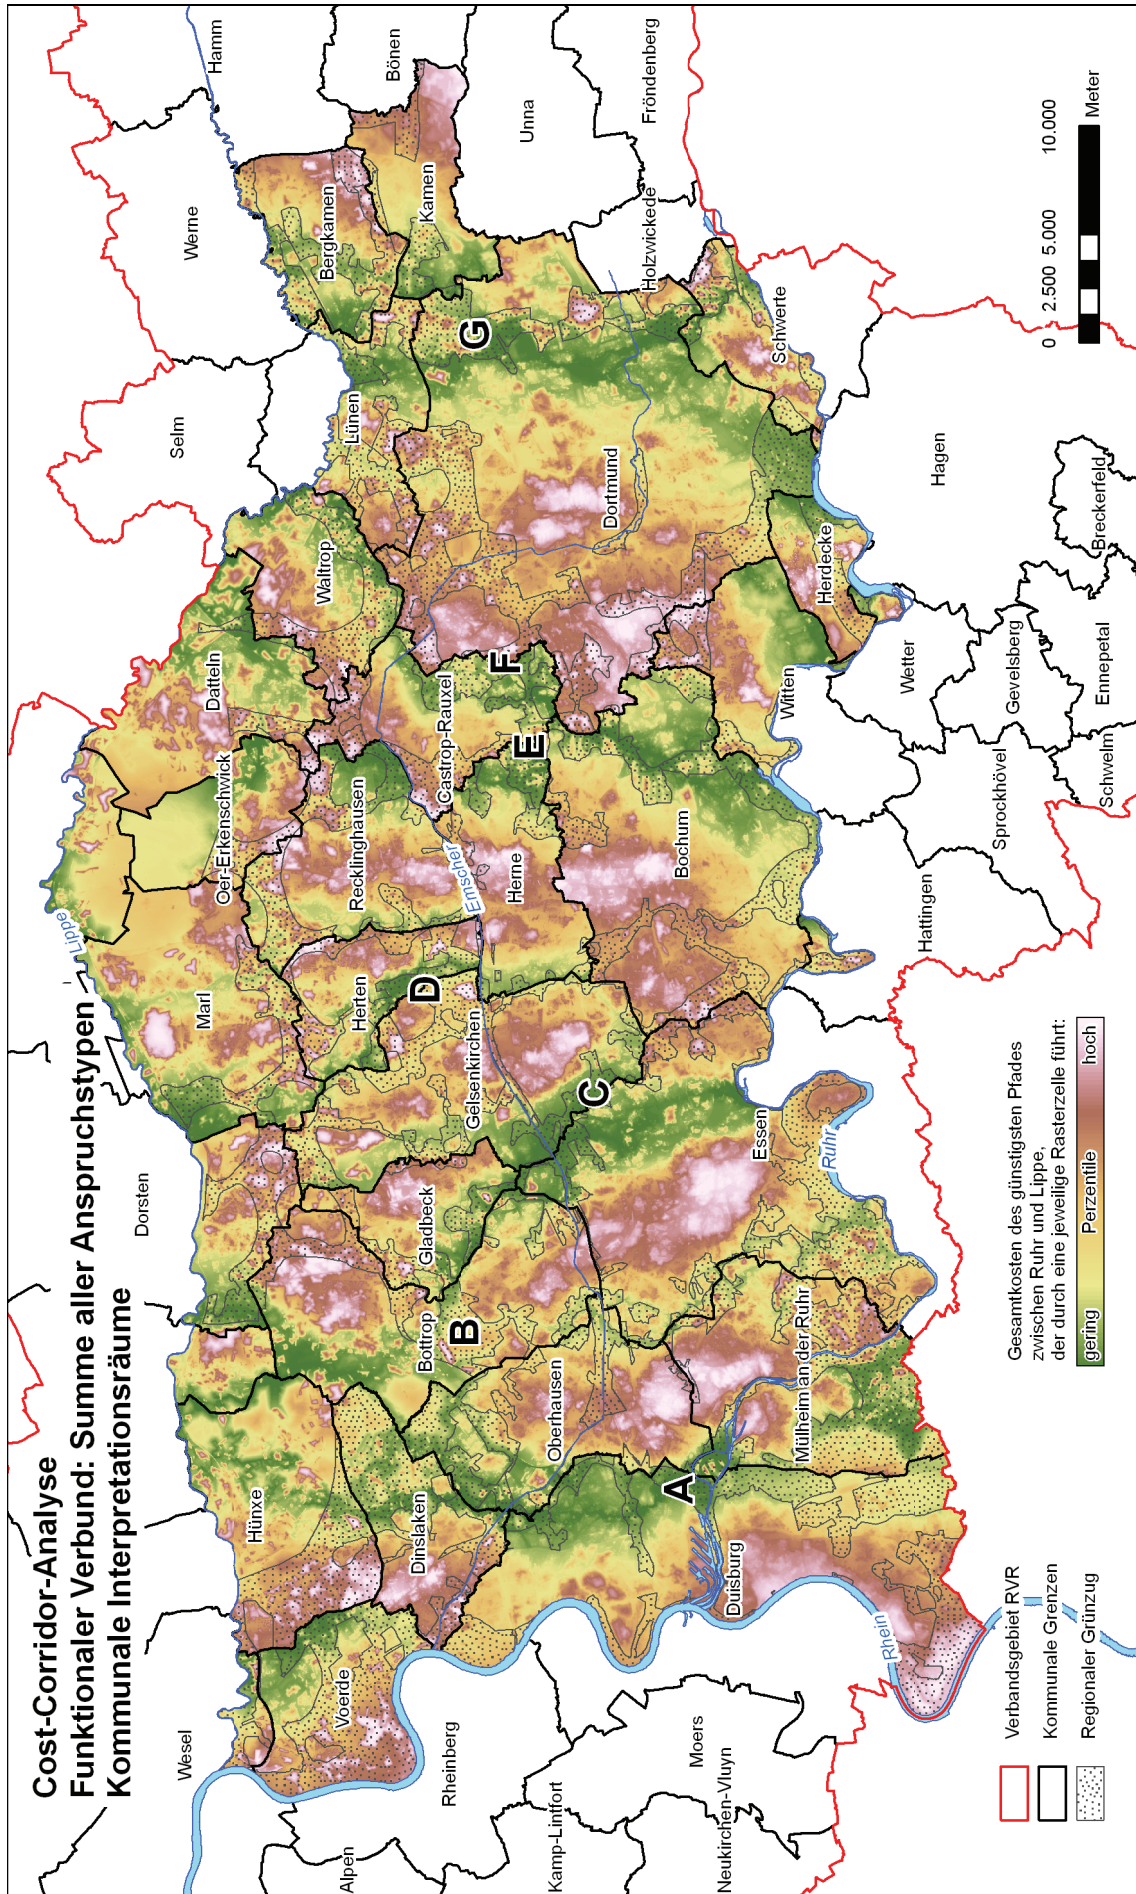 Cost-Corridor-Analyse
Funktionaler Verbund: Summe aller Anspruchstypen
Kommunale Interpretationsräume
Wesel
Hünxe
Dorsten
Lippe
Marl
Oer-Erkenschwick
Datteln
Waltrop
Selm
Werne
Hamm
Bönen
Bergkamen
Kamen
Lünen
Unna
Fröndenberg
Holzwickede
Schwerte
Voerde
Dinslaken
Bottrop
Gladbeck
Herten
Recklinghausen
Castrop-Rauxel
Emscher
Herne
Gelsenkirchen
Oberhausen
Dortmund
Bochum
Essen
Ruhr
Mülheim an der Ruhr
Duisburg
Rhein
Witten
Herdecke
Hagen
Wetter
Gevelsberg
Ennepetal
Breckerfeld
Schwelm
Sprockhövel
Hattingen
Alpen
Rheinberg
Kamp-Lintfort
Moers
Neukirchen-Vluyn
A
B
C
D
E
F
G
Verbandsgebiet RVR
Kommunale Grenzen
Regionaler Grünzug
Gesamtkosten des günstigsten Pfades
zwischen Ruhr und Lippe,
der durch eine jeweilige Rasterzelle führt:
gering Perzentile hoch
0 2.500 5.000 10.000
Meter